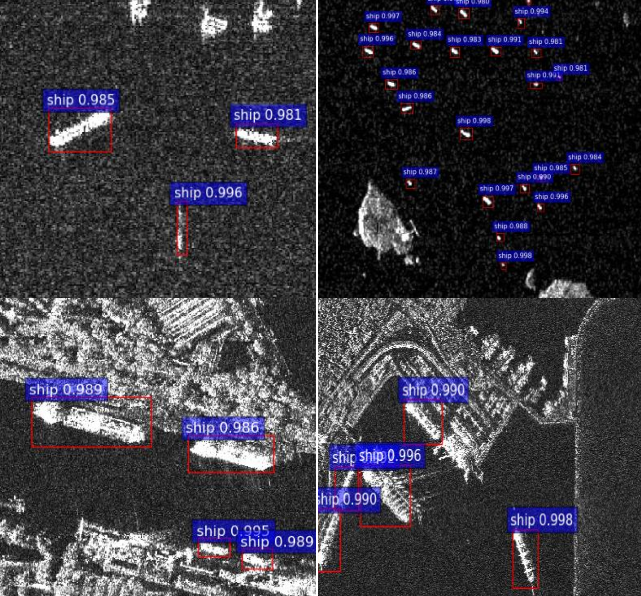 ship 0.985
ship 0.981
ship 0.996
ship 0.980
ship 0.994
ship 0.997
ship 0.996
ship 0.984
ship 0.983
ship 0.991
ship 0.981
ship 0.981
ship 0.986
ship 0.986
ship 0.998
ship 0.984
ship 0.985
ship 0.987
ship 0.997
ship 0.996
ship 0.988
ship 0.998
ship 0.989
ship 0.986
ship 0.995
ship 0.989
ship 0.990
ship 0.996
ship 0.990
ship 0.998